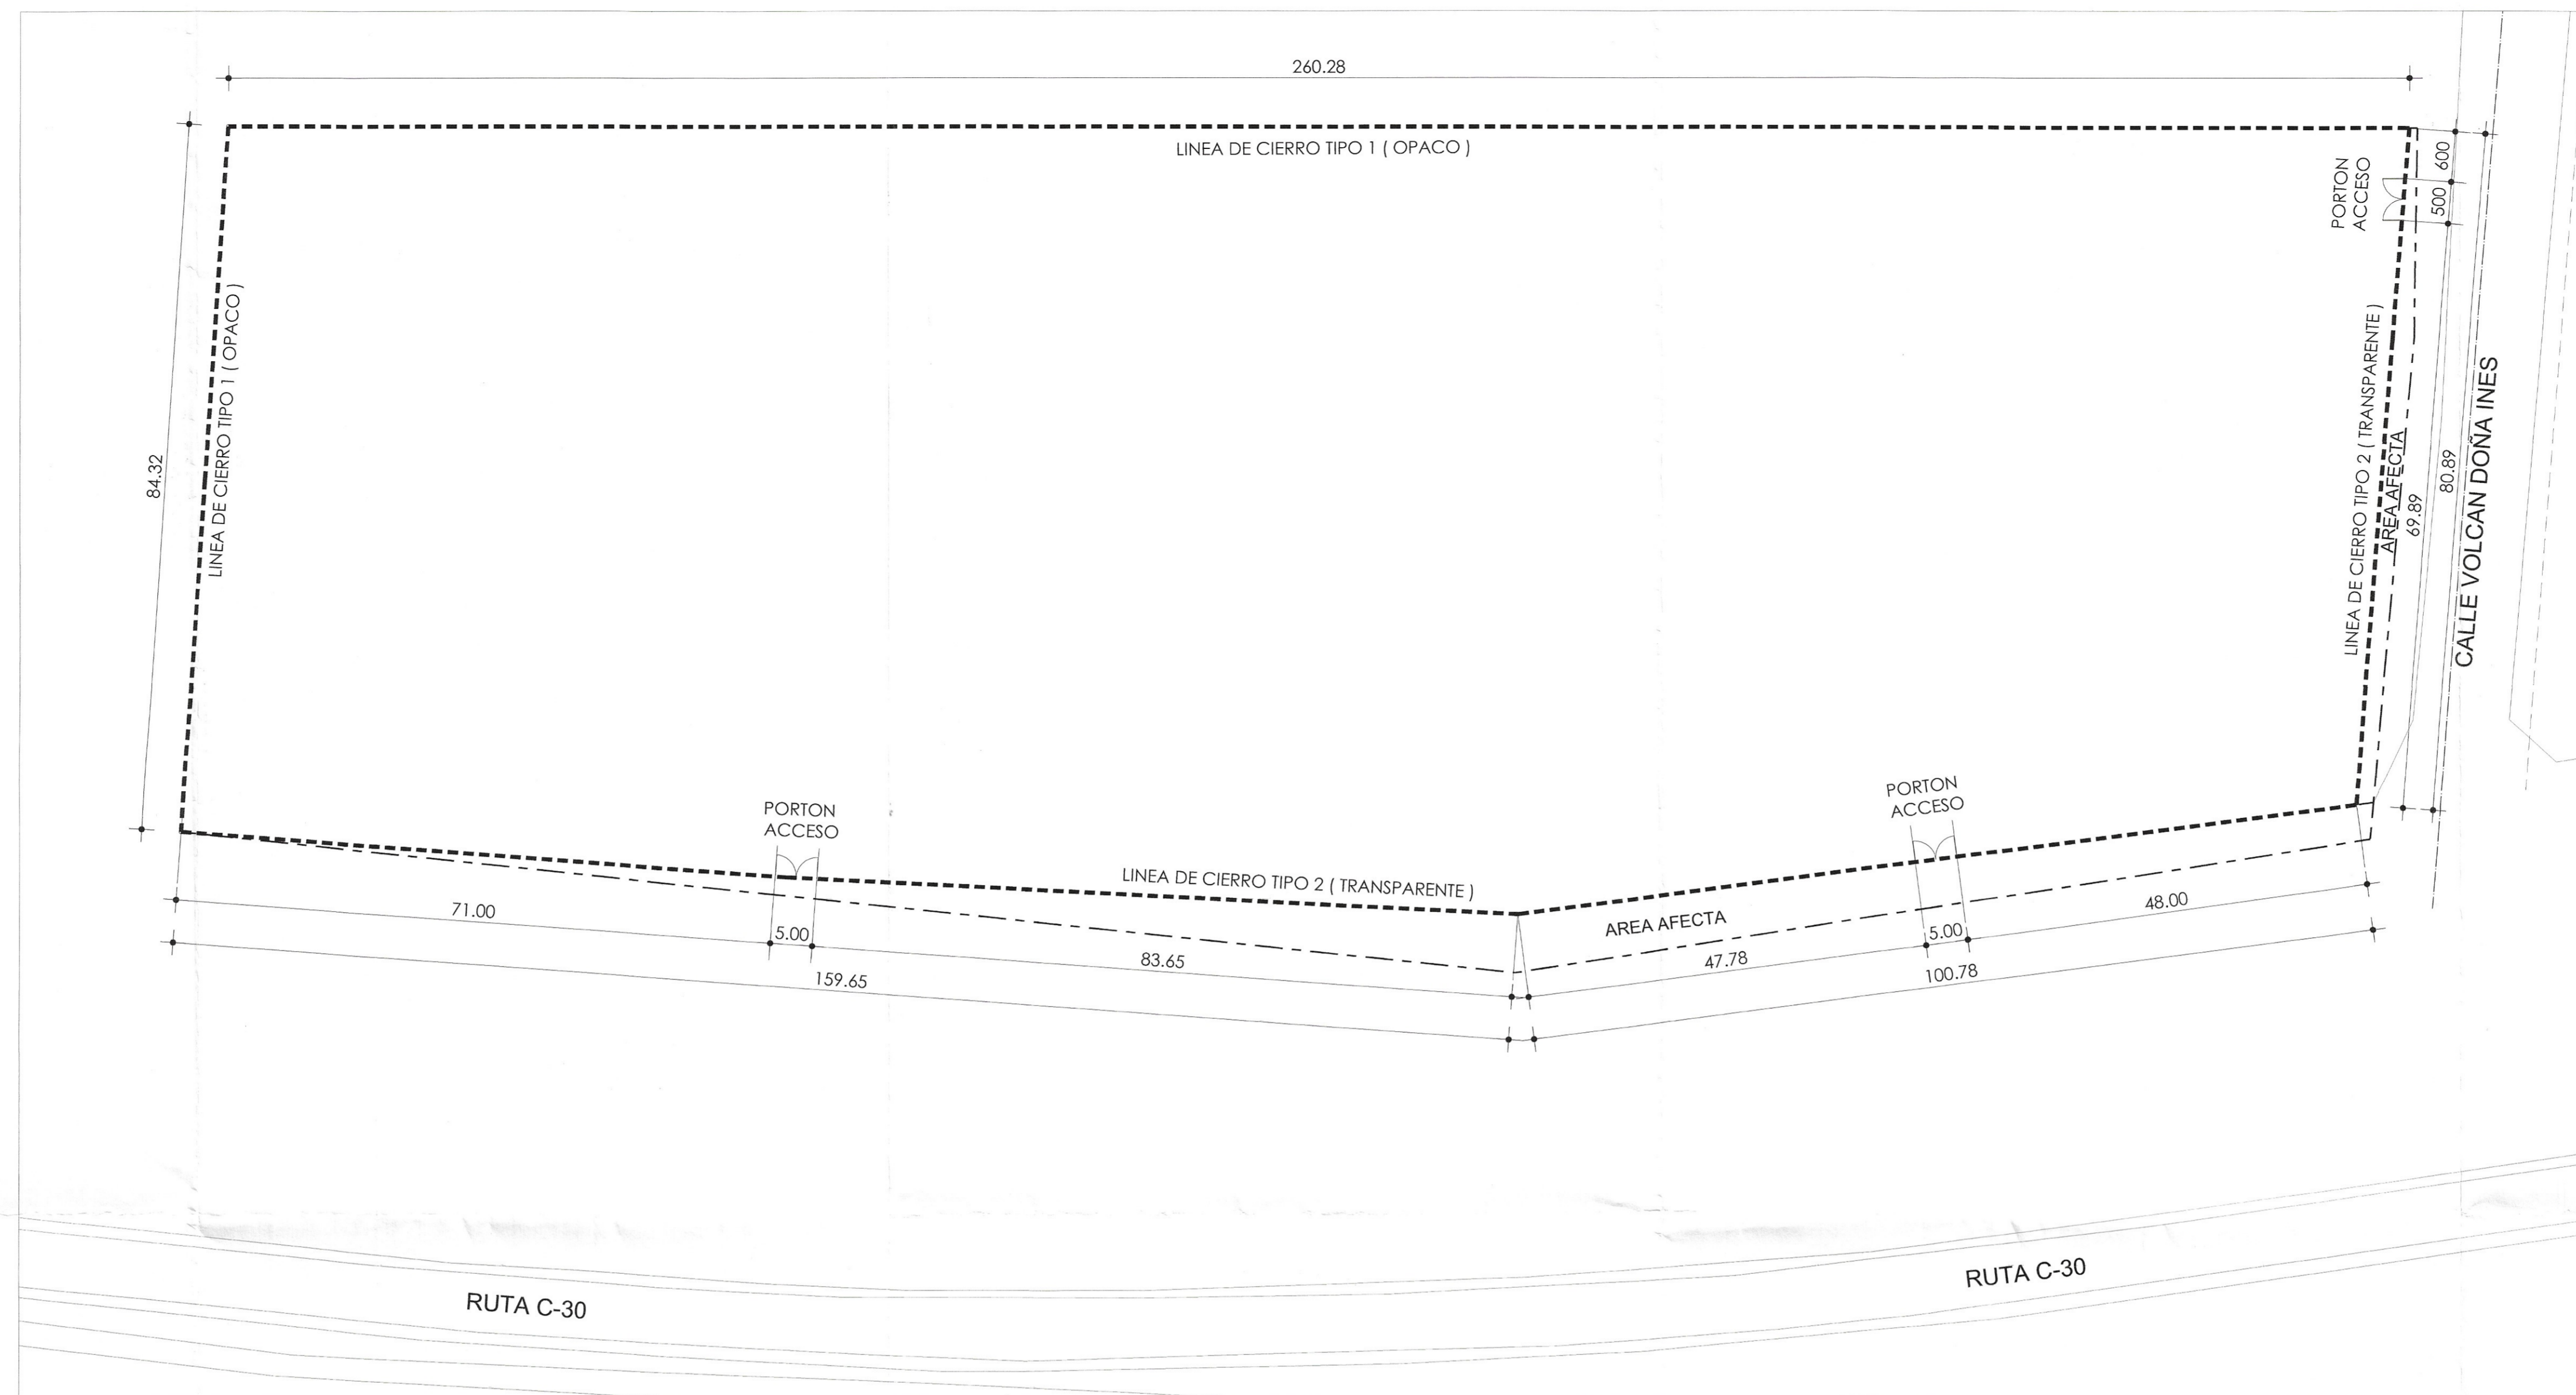 260.28
LINEA DE CIERRO TIPO 1 ( OPACO )
600
PORTON
ACCESO
500
LINEA DE CIERRO TIPO 1 ( OPACO )
84.32
LINEA DE CIERRO TIPO 2 ( TRANSPARENTE )
AREA AFECTA
69.89
80.89
CALLE VOLCAN DOÑA INES
PORTON
ACCESO
PORTON
ACCESO
LINEA DE CIERRO TIPO 2 ( TRANSPARENTE )
AREA AFECTA
71.00
5.00
83.65
159.65
47.78
5.00
48.00
100.78
RUTA C-30
RUTA C-30